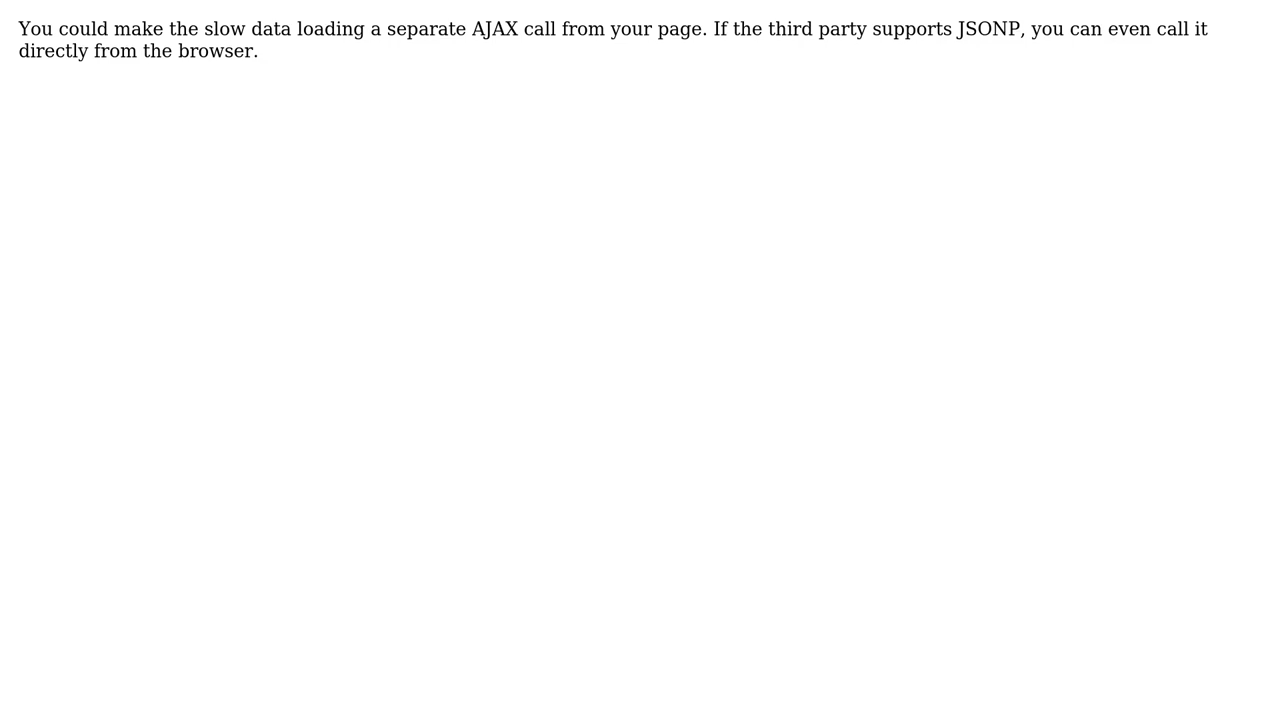 You could make the slow data loading a separate AJAX call from your page. If the third party supports JSONP, you can even call it
directly from the browser.